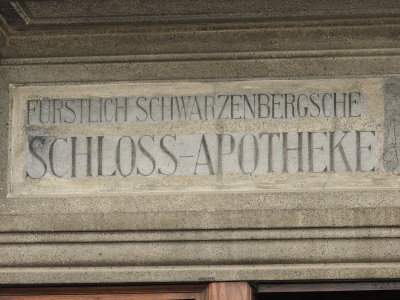 FÜRSTLICH SCHWARZENBERGSCHE
SCHLOSS-APOTHEKE